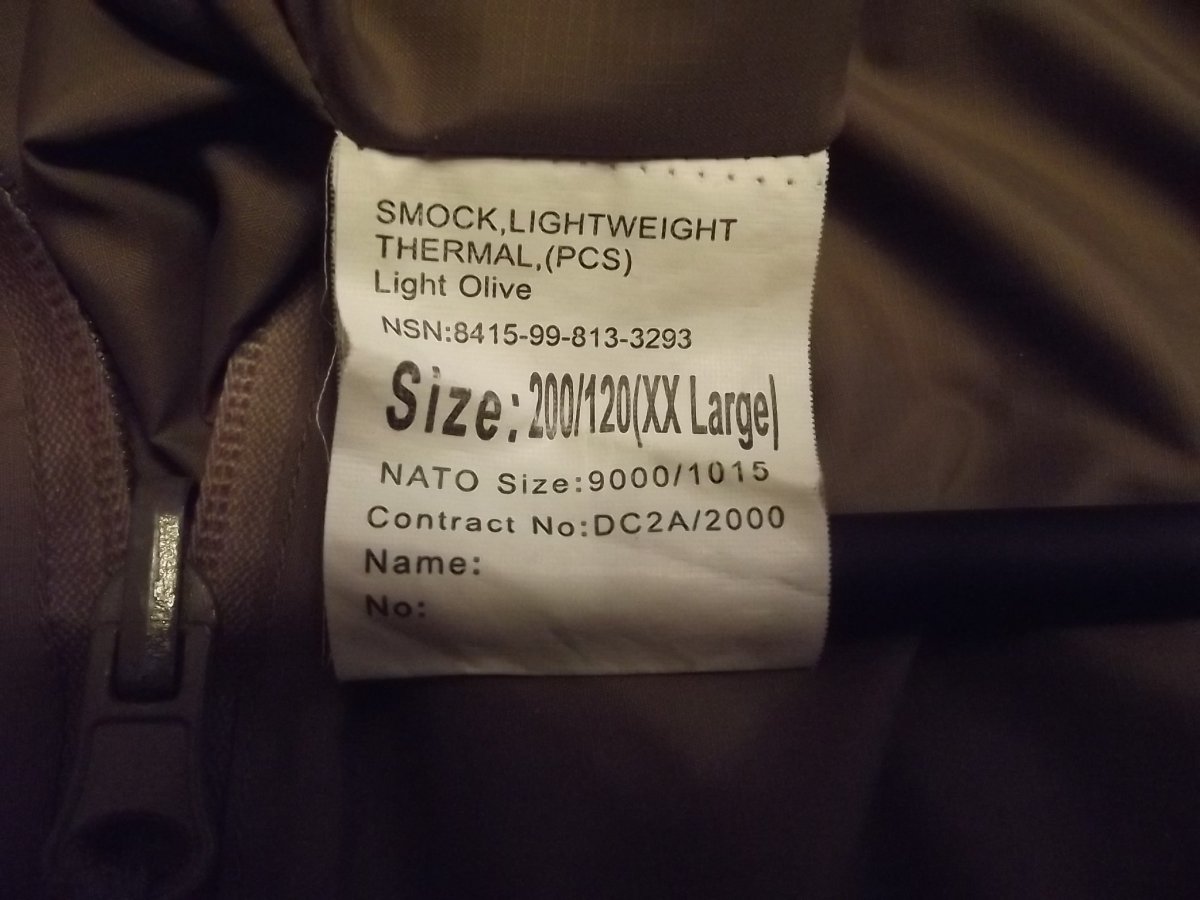 SMOCK,LIGHTWEIGHT
THERMAL,(PCS)
Light Olive
NSN:8415-99-813-3293
Size:200/120(XX Large)
NATO Size:9000/1015
Contract No:DC2A/2000
Name:
No: